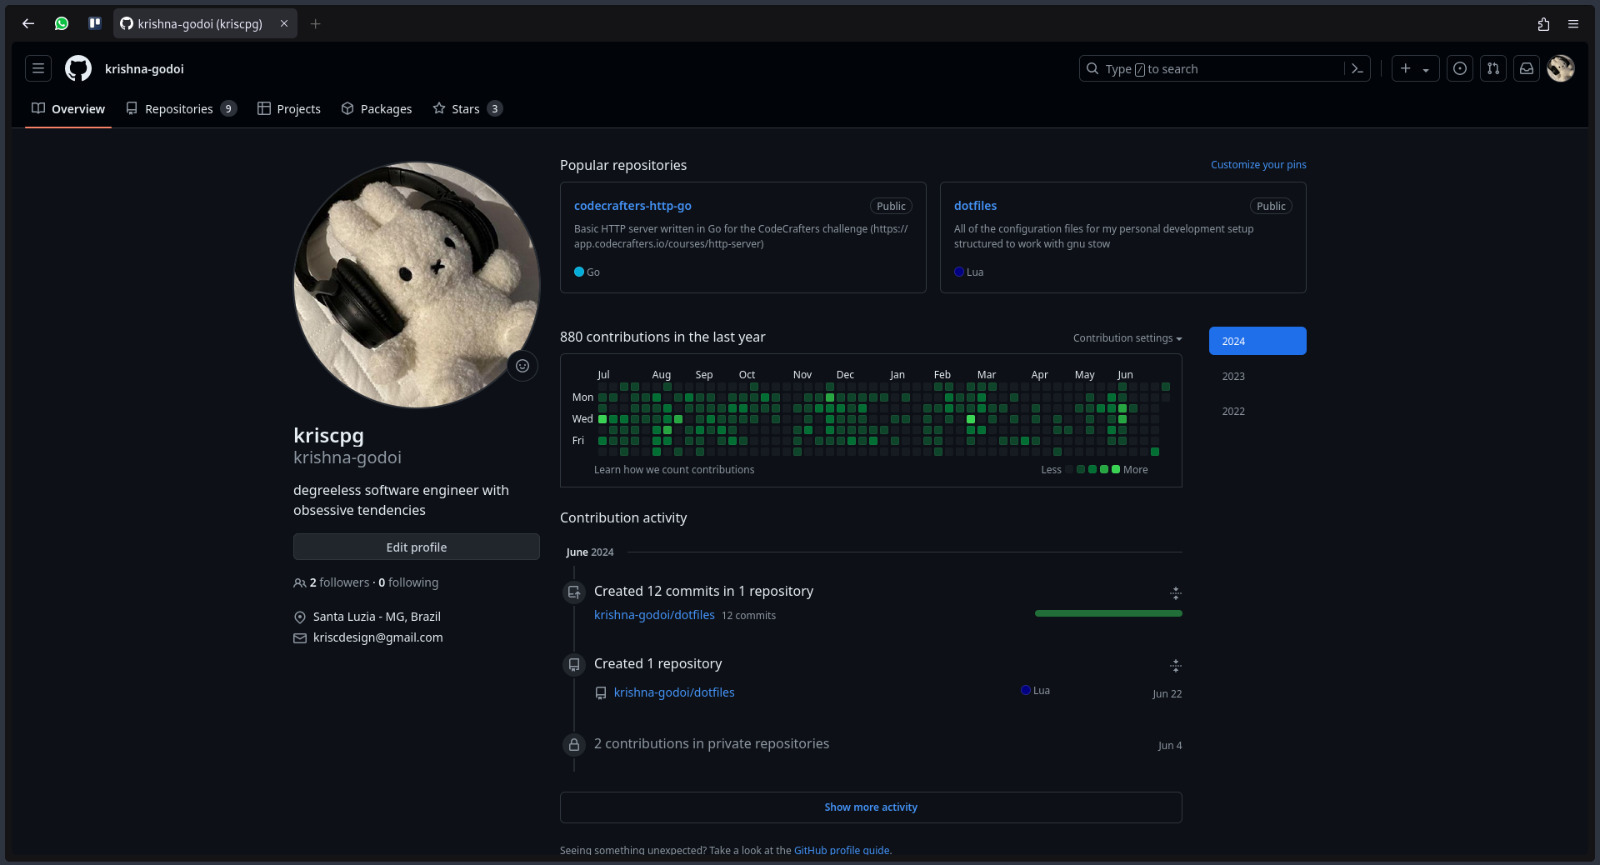 krishna-godoi (kriscpg)
krishna-godoi
Type / to search
Overview
Repositories 9
Projects
Packages
Stars 3
kriscpg
krishna-godoi
degreeless software engineer with
obsessive tendencies
Edit profile
2 followers · 0 following
Santa Luzia - MG, Brazil
kriscdesign@gmail.com
Popular repositories
Customize your pins
codecrafters-http-go
Public
Basic HTTP server written in Go for the CodeCrafters challenge (https://
app.codecrafters.io/courses/http-server)
Go
dotfiles
Public
All of the configuration files for my personal development setup
structured to work with gnu stow
Lua
880 contributions in the last year
Contribution settings
2024
2023
2022
Jul Aug Sep Oct Nov Dec Jan Feb Mar Apr May Jun
Mon
Wed
Fri
Learn how we count contributions
Less
More
Contribution activity
June 2024
Created 12 commits in 1 repository
krishna-godoi/dotfiles 12 commits
Created 1 repository
krishna-godoi/dotfiles
Lua
Jun 22
2 contributions in private repositories
Jun 4
Show more activity
Seeing something unexpected? Take a look at the GitHub profile guide.